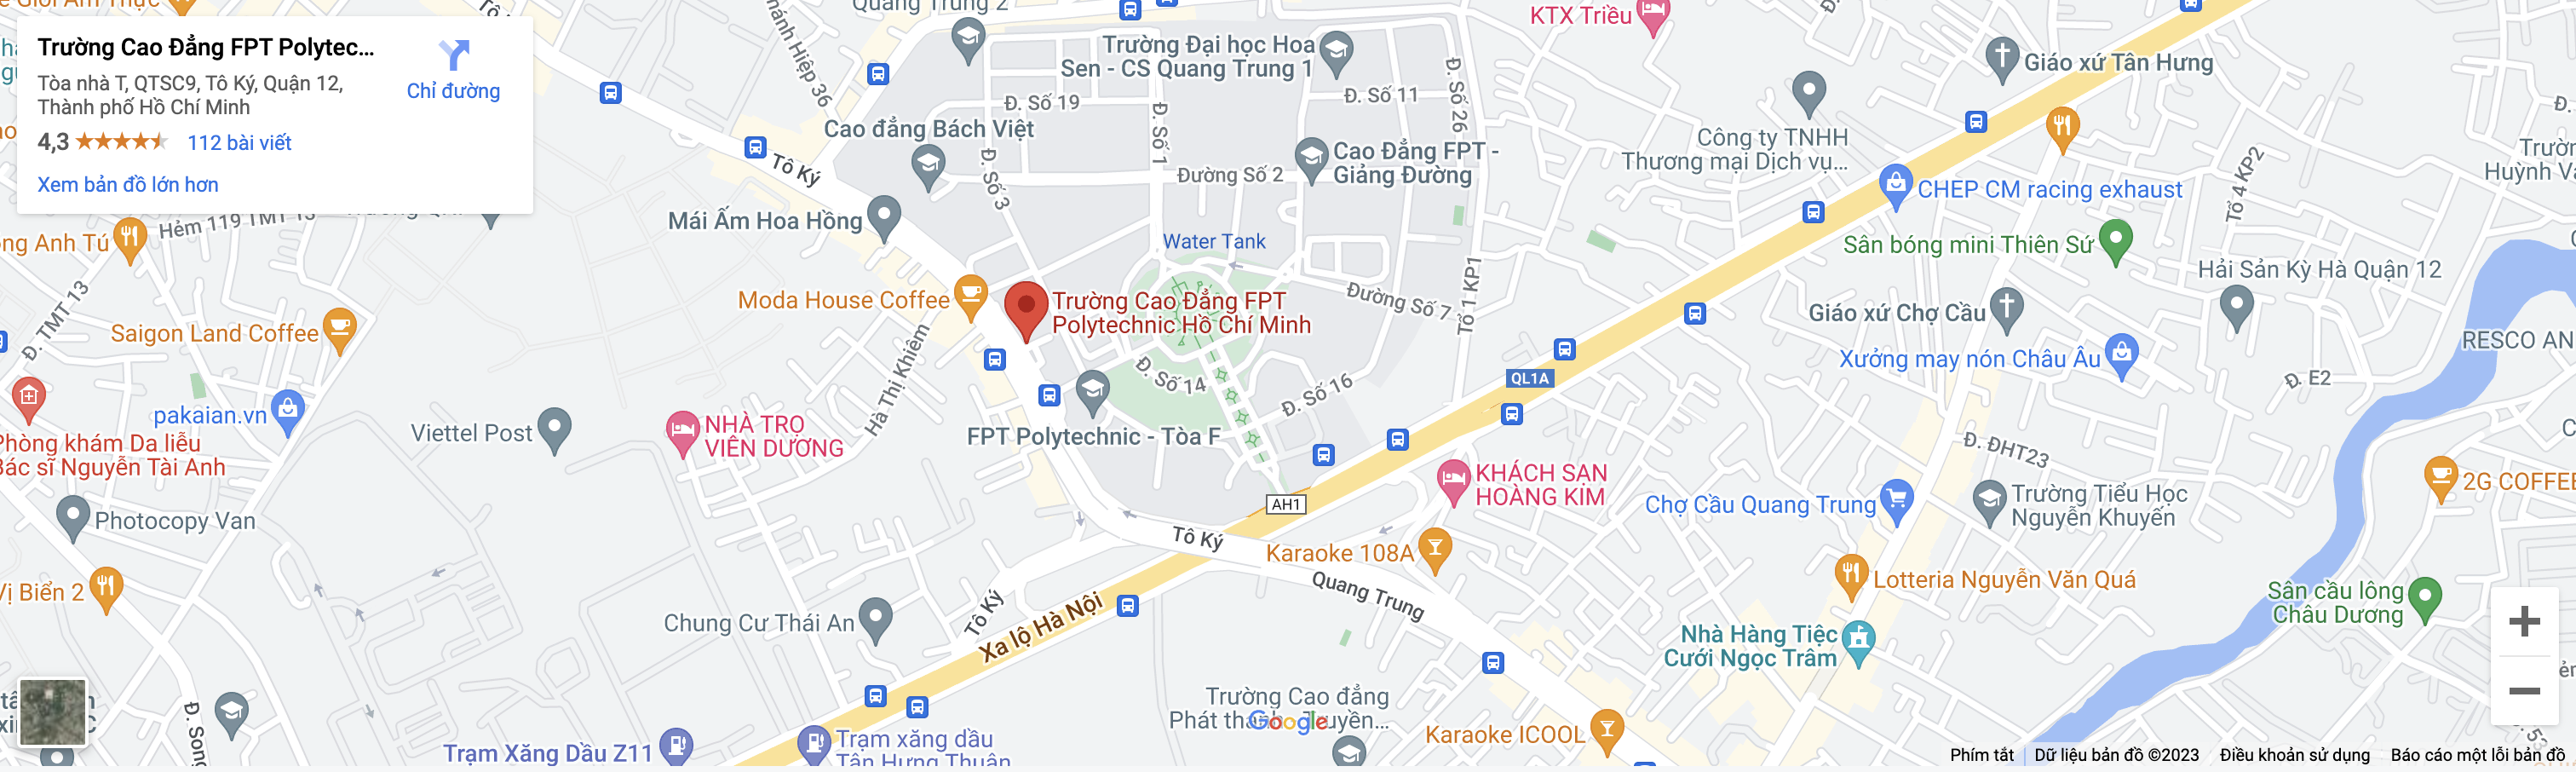 Trường Cao Đẳng FPT Polytec...
Tòa nhà T, QTSC9, Tô Ký, Quận 12,
Thành phố Hồ Chí Minh
4,3
112 bài viết
Xem bản đồ lớn hơn
Chỉ đường
Quang Trung 2
Trường Đại học Hoa
Sen - CS Quang Trung 1
KTX Triều
Giáo xứ Tân Hưng
Đ. Số 19
Đ. Số 11
Đ. Số 26
Đ. Số 1
Đ. Số 3
Cao đẳng Bách Việt
Tô Ký
Cao Đẳng FPT -
Giảng Đường
Đường Số 2
Công ty TNHH
Thương mại Dịch vụ...
CHEP CM racing exhaust
Tổ 4 KP2
Mái Ấm Hoa Hồng
Hẻm 119 TMT 13
Water Tank
Sân bóng mini Thiên Sứ
Hải Sản Kỳ Hà Quận 12
Đ. TMT 13
Saigon Land Coffee
Moda House Coffee
Trường Cao Đẳng FPT
Polytechnic Hồ Chí Minh
Đường Số 7
Tổ 1 KP1
Giáo xứ Chợ Cầu
Xưởng may nón Châu Âu
RESCO AN
Hà Thị Khiêm
Đ. Số 14
Đ. Số 16
QL1A
Đ. E2
pakaian.vn
Phòng khám Da liễu
Bác sĩ Nguyễn Tài Anh
Viettel Post
NHÀ TRỌ
VIÊN DƯƠNG
FPT Polytechnic - Tòa F
Đ. ĐHT23
KHÁCH SẠN
HOÀNG KIM
AH1
Chợ Cầu Quang Trung
Trường Tiểu Học
Nguyễn Khuyến
2G COFFEE
Photocopy Van
Tô Ký
Karaoke 108A
Quang Trung
Lotteria Nguyễn Văn Quá
Vị Biển 2
Sân cầu lông
Châu Dương
Chung Cư Thái An
Tô Ký
Xa lộ Hà Nội
Nhà Hàng Tiệc
Cưới Ngọc Trâm
Trường Cao đẳng
Google
Karaoke ICOOL
Trạm Xăng Dầu Z11
Trạm xăng dầu
Tân Hưng Thuận
Phím tắt
Dữ liệu bản đồ ©2023
Điều khoản sử dụng
Báo cáo một lỗi bản đồ